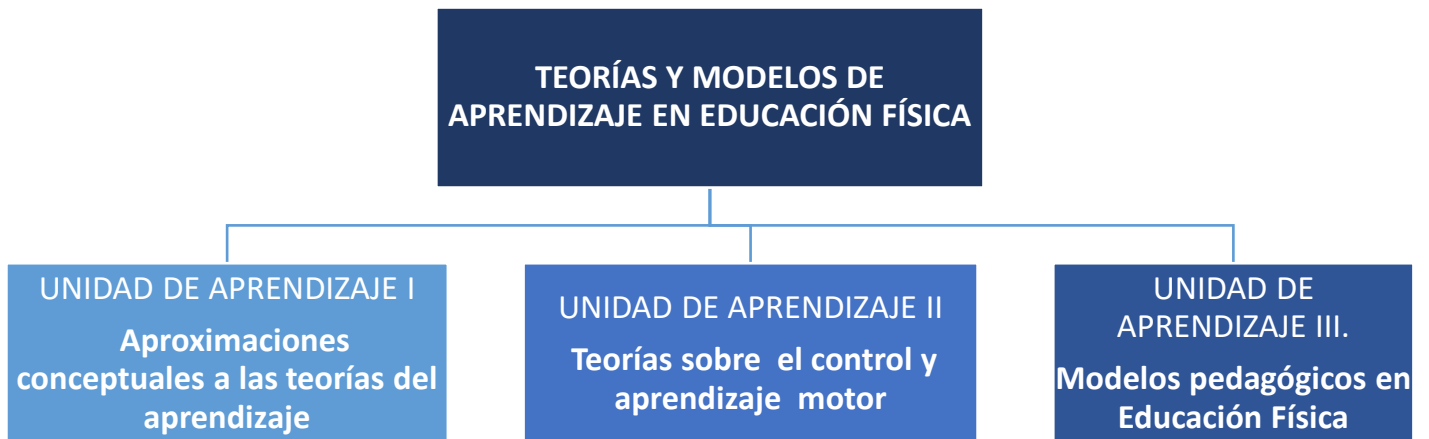 TEORÍAS Y MODELOS DE
APRENDIZAJE EN EDUCACIÓN FÍSICA
UNIDAD DE APRENDIZAJE I
Aproximaciones
conceptuales a las teorías del
aprendizaje
UNIDAD DE APRENDIZAJE II
Teorías sobre el control y
aprendizaje motor
UNIDAD DE
APRENDIZAJE III.
Modelos pedagógicos en
Educación Física